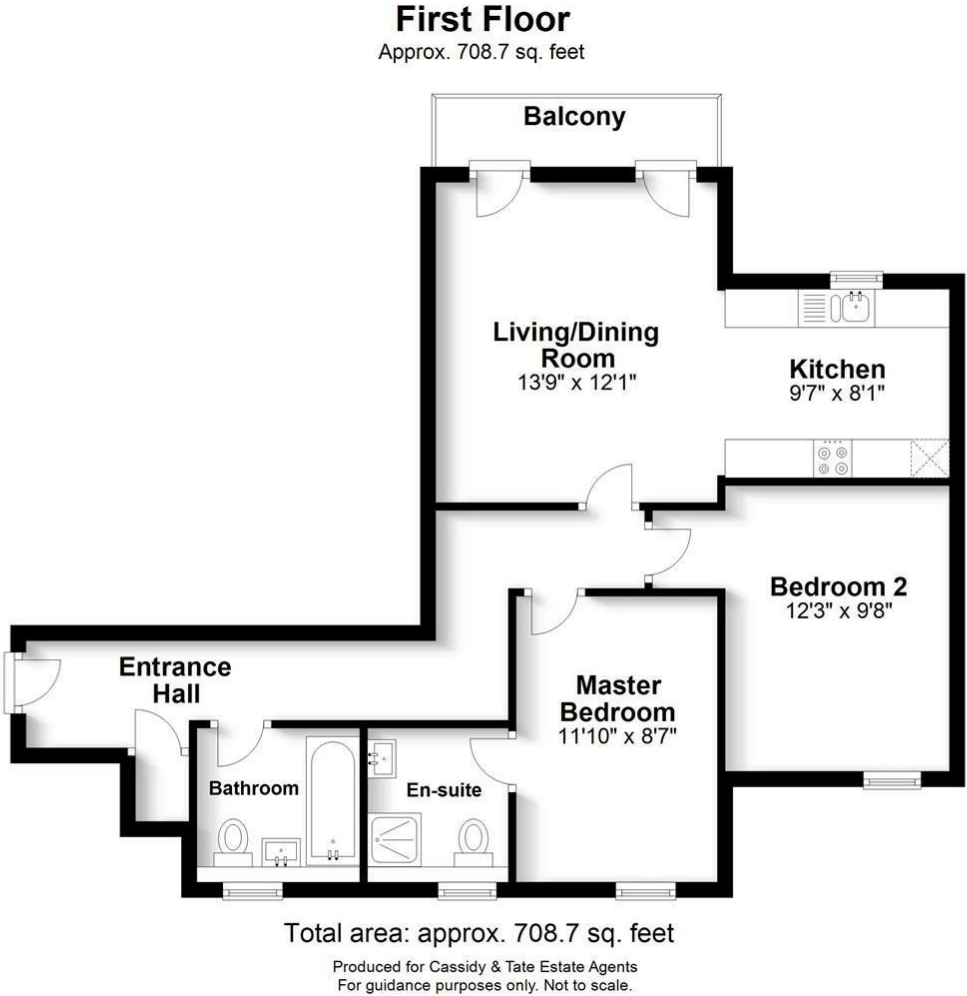 First Floor
Approx. 708.7 sq. feet
Balcony
Living/Dining
Room
13'9" x 12'1"
Kitchen
9'7" x 8'1"
Bedroom 2
12'3" x 9'8"
Entrance
Hall
Master
Bedroom
11'10" x 8'7"
Bathroom
En-suite
Total area: approx. 708.7 sq. feet
Produced for Cassidy & Tate Estate Agents
For guidance purposes only. Not to scale.